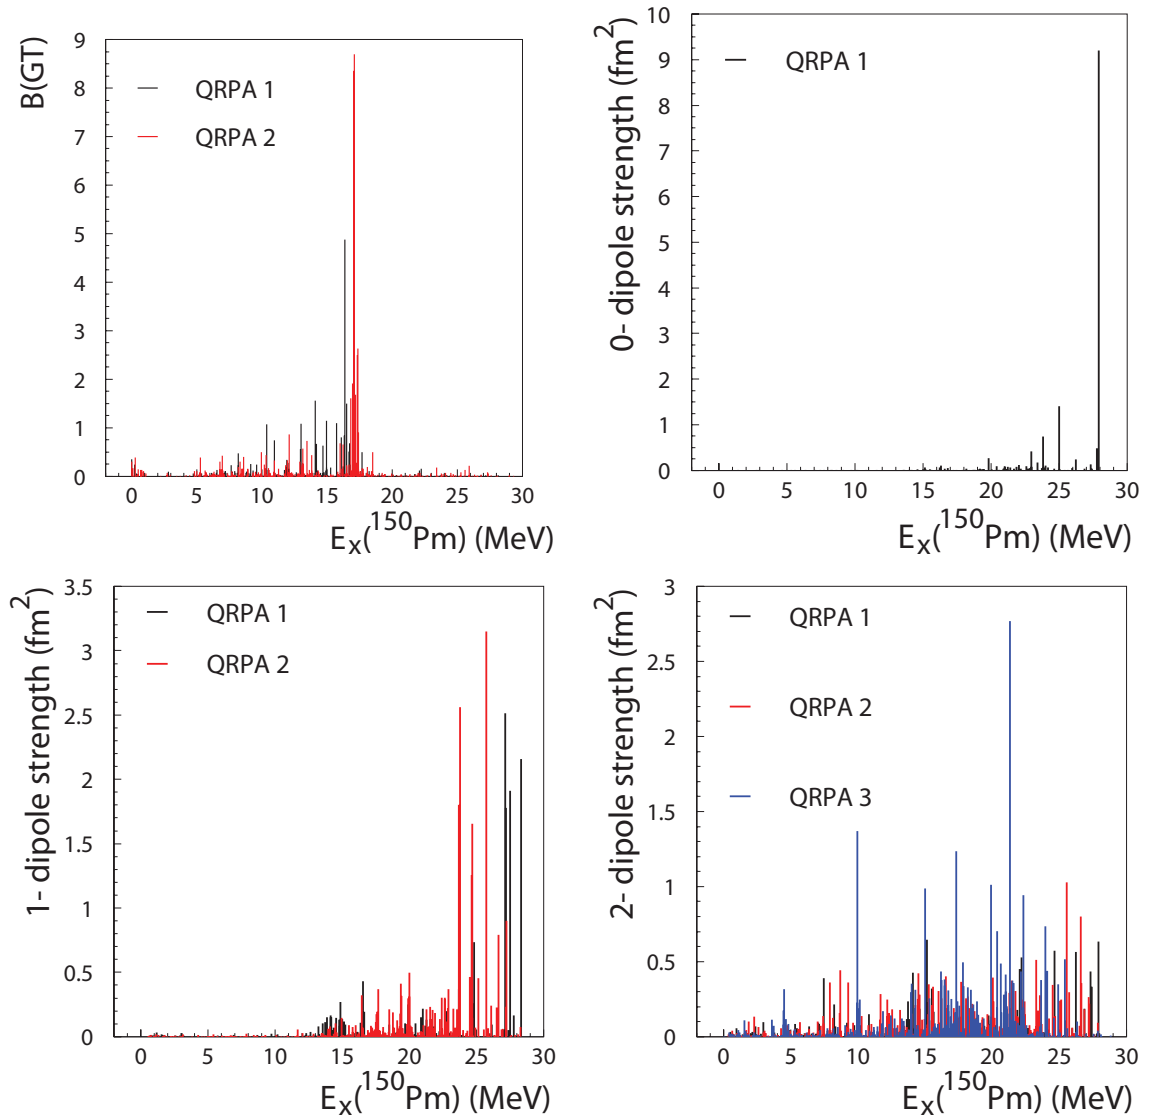 B(GT)
9
8
7
6
5
4
3
2
1
0
QRPA 1
QRPA 2
0 5 10 15 20 25 30
Eₓ(¹⁵⁰Pm) (MeV)
0- dipole strength (fm²)
10
9
8
7
6
5
4
3
2
1
0
QRPA 1
0 5 10 15 20 25 30
Eₓ(¹⁵⁰Pm) (MeV)
1- dipole strength (fm²)
3.5
3
2.5
2
1.5
1
0.5
0
QRPA 1
QRPA 2
0 5 10 15 20 25 30
Eₓ(¹⁵⁰Pm) (MeV)
2- dipole strength (fm²)
3
2.5
2
1.5
1
0.5
0
QRPA 1
QRPA 2
QRPA 3
0 5 10 15 20 25 30
Eₓ(¹⁵⁰Pm) (MeV)